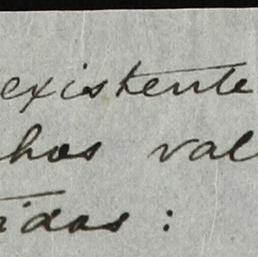 existente
hos val
idas: